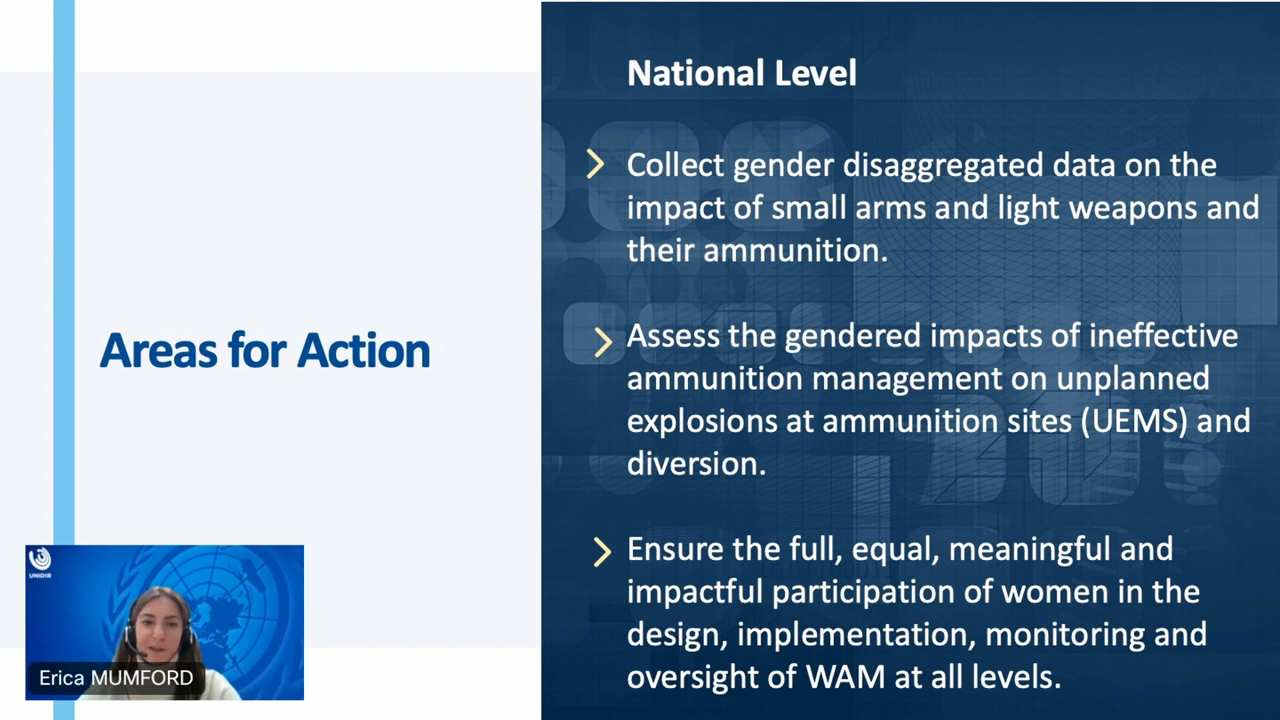 National Level
Collect gender disaggregated data on the
impact of small arms and light weapons and
their ammunition.
Areas for Action
Assess the gendered impacts of ineffective
ammunition management on unplanned
explosions at ammunition sites (UEMS) and
diversion.
Ensure the full, equal, meaningful and
impactful participation of women in the
design, implementation, monitoring and
oversight of WAM at all levels.
UNIDIR
Erica MUMFORD